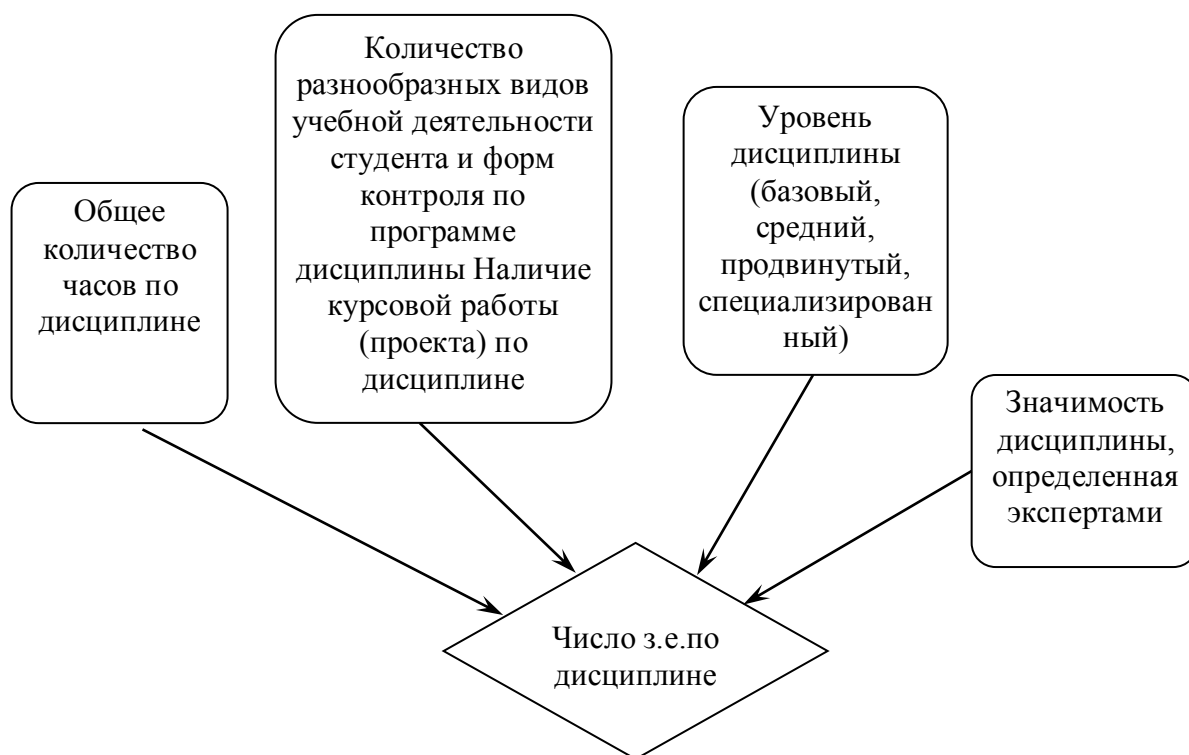 Общее
количество
часов по
дисциплине
Количество
разнообразных видов
учебной деятельности
студента и форм
контроля по
программе
дисциплины Наличие
курсовой работы
(проекта) по
дисциплине
Уровень
дисциплины
(базовый,
средний,
продвинутый,
специализирован
ный)
Значимость
дисциплины,
определенная
экспертами
Число з.е.по
дисциплине